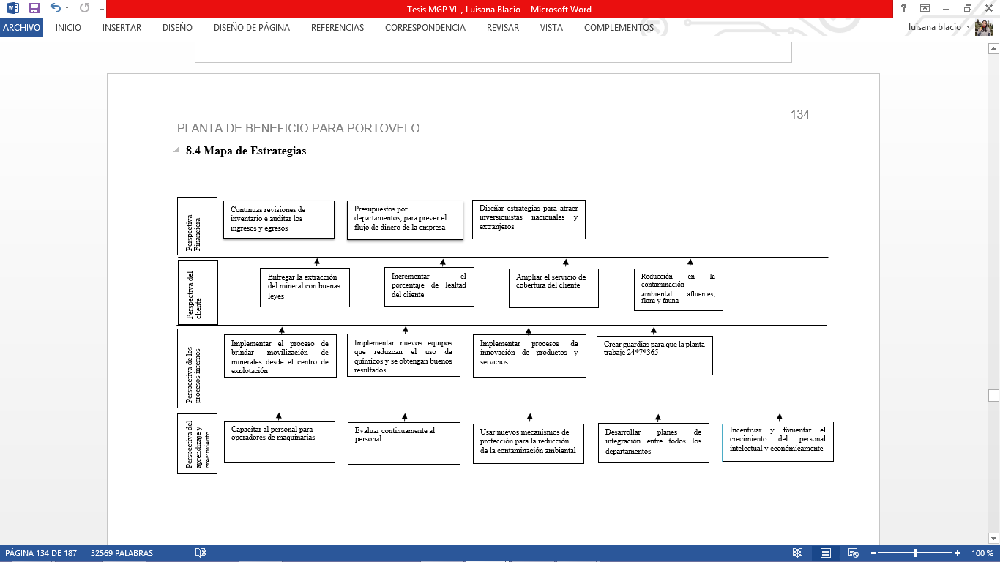 Tesis MGP VIII, Luisana Blacio - Microsoft Word
ARCHIVO INICIO INSERTAR DISEÑO DISEÑO DE PÁGINA REFERENCIAS CORRESPONDENCIA REVISAR VISTA COMPLEMENTOS
luisana blacio
134
PLANTA DE BENEFICIO PARA PORTOVELO
8.4 Mapa de Estrategias
Perspectiva
Financiera
Continuas revisiones de
inventario e auditar los
ingresos y egresos
Presupuestos por
departamentos, para prever el
flujo de dinero de la empresa
Diseñar estrategias para atraer
inversionistas nacionales y
extranjeros
Perspectiva del
cliente
Entregar la extracción
del mineral con buenas
leyes
Incrementar el
porcentaje de lealtad
del cliente
Ampliar el servicio de
cobertura del cliente
Reducción en la
contaminación
ambiental afluentes,
flora y fauna
Perspectiva de los
procesos internos
Implementar el proceso de
brindar movilización de
minerales desde el centro de
explotación
Implementar nuevos equipos
que reduzcan el uso de
químicos y se obtengan buenos
resultados
Implementar procesos de
innovación de productos y
servicios
Crear guardias para que la planta
trabaje 24*7*365
Perspectiva del
aprendizaje y
crecimiento
Capacitar al personal para
operadores de maquinarias
Evaluar continuamente al
personal
Usar nuevos mecanismos de
protección para la reducción
de la contaminación ambiental
Desarrollar planes de
integración entre todos los
departamentos
Incentivar y fomentar el
crecimiento del personal
intelectual y económicamente
PÁGINA 134 DE 187 32569 PALABRAS
100 %